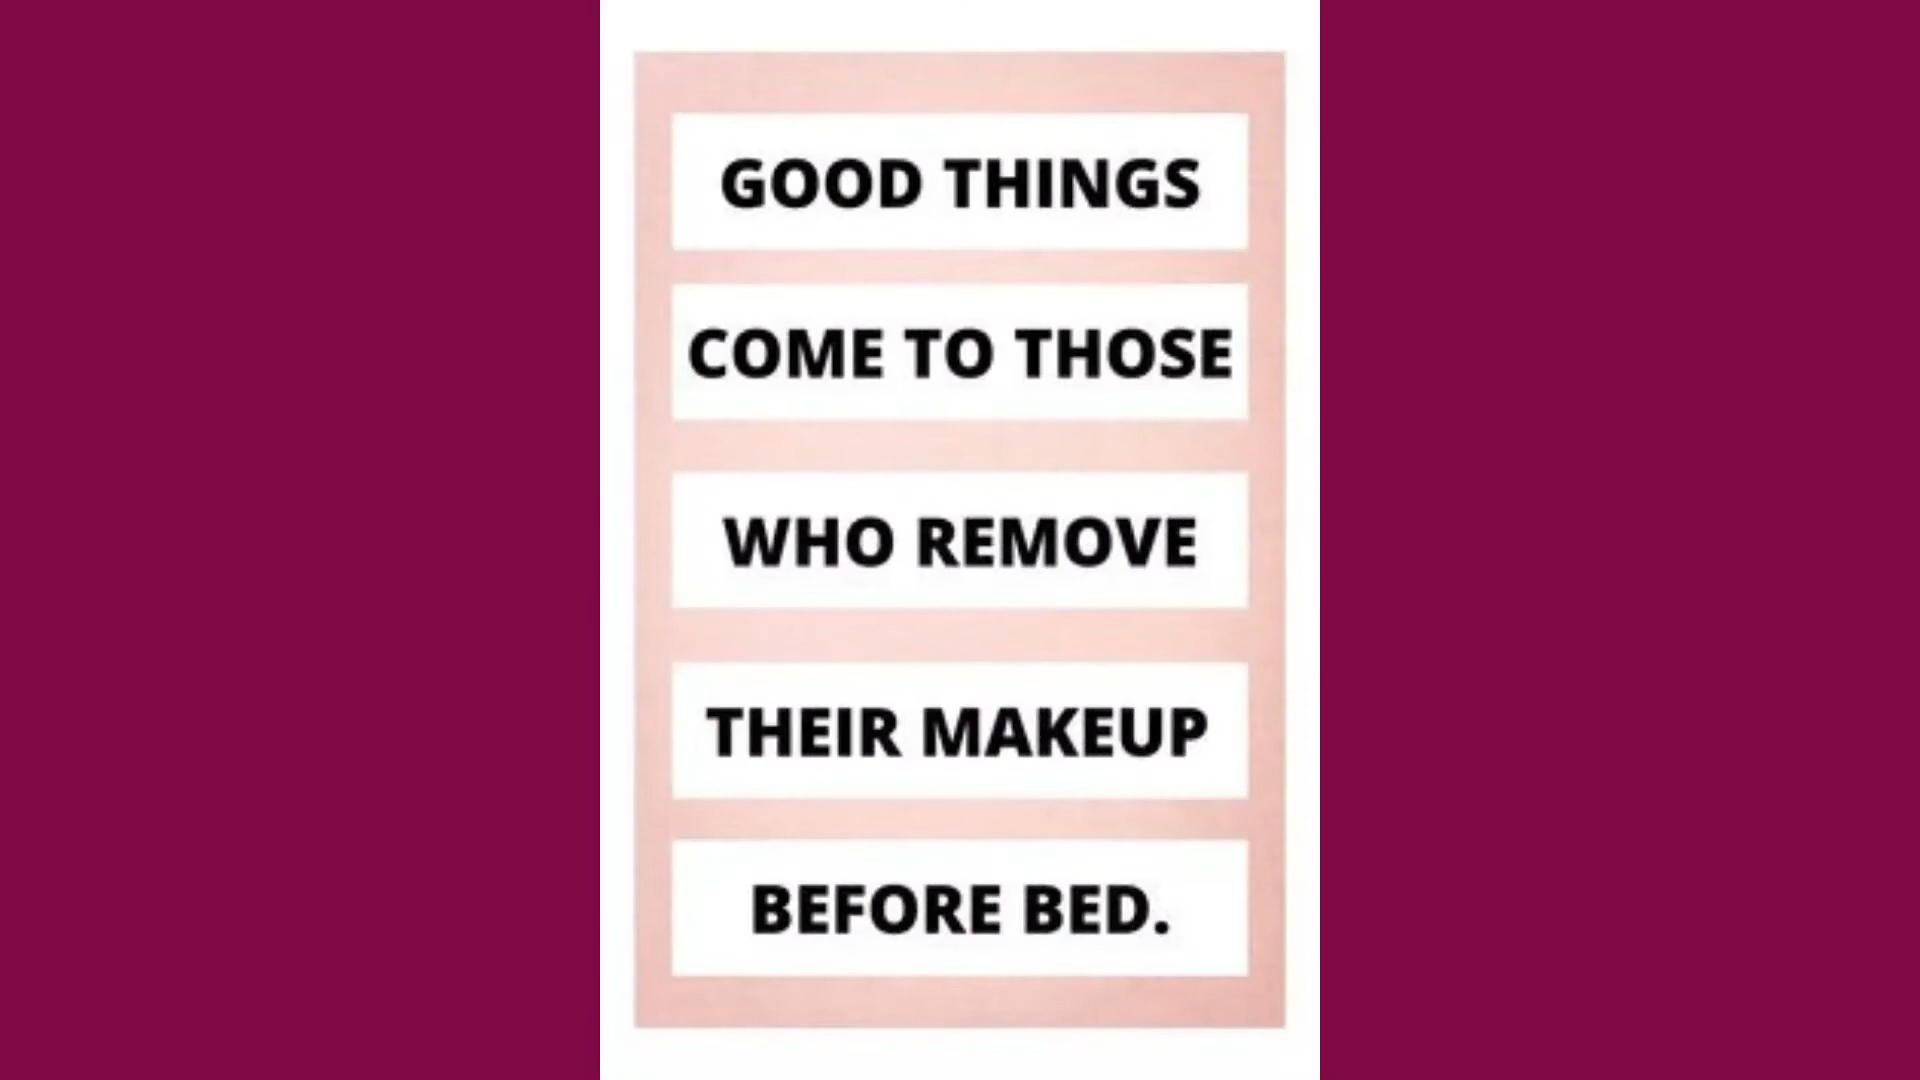 GOOD THINGS
COME TO THOSE
WHO REMOVE
THEIR MAKEUP
BEFORE BED.